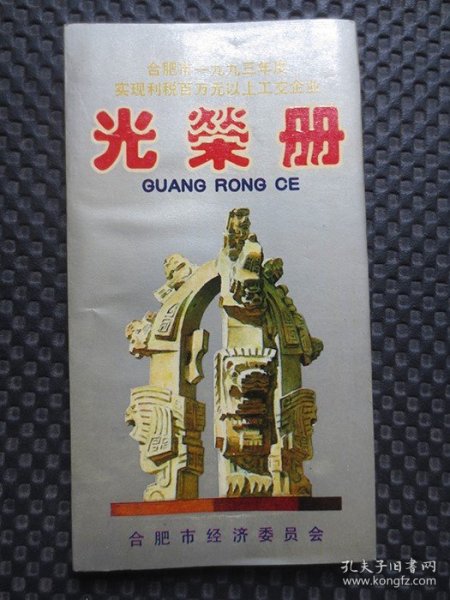 合肥市一九九三年度
实现利税百万元以上工交企业
光榮册
GUANG RONG CE
合肥市经济委员会
孔夫子旧书网
www.kongfz.com